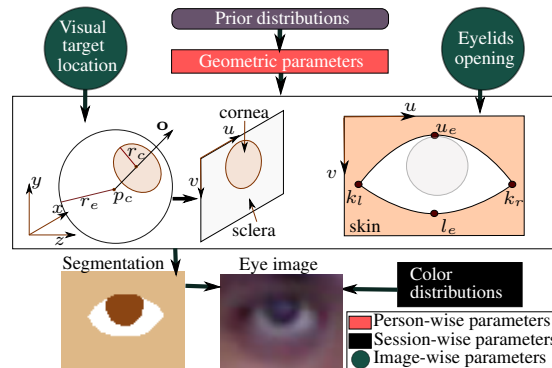 Visual
target
location
Prior distributions
Geometric parameters
Eyelids
opening
o
r_c
r_e
p_c
y
x
z
cornea
u
v
sclera
u
v
u_e
k_l
k_r
l_e
skin
Segmentation
Eye image
Color
distributions
Person-wise parameters
Session-wise parameters
Image-wise parameters